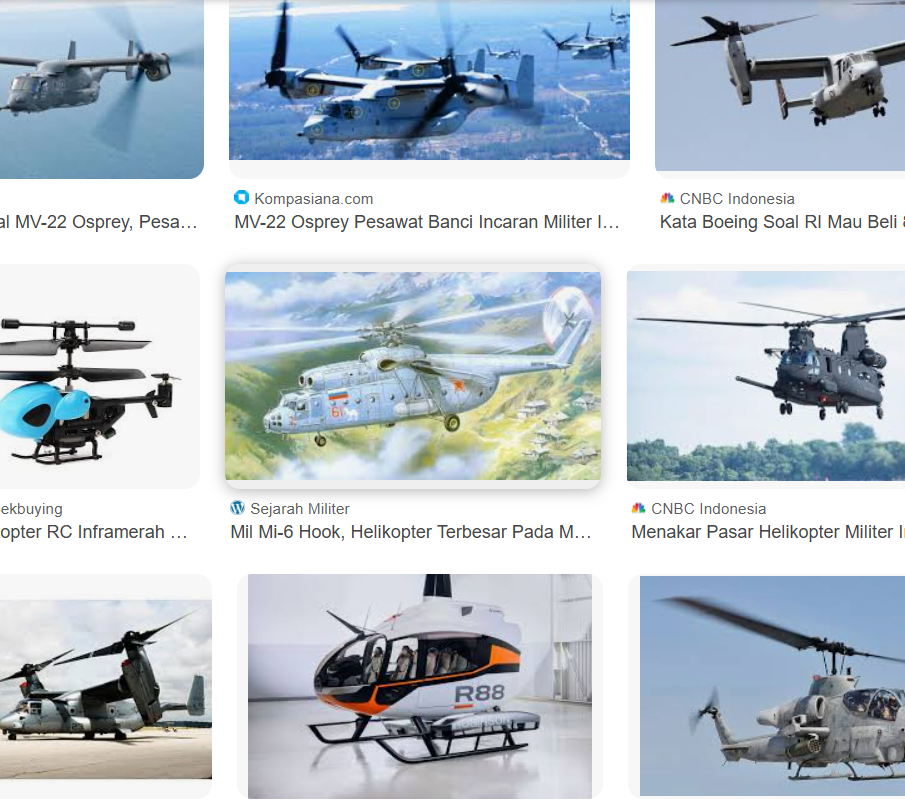 Kompasiana.com
CNBC Indonesia
al MV-22 Osprey, Pesa...
MV-22 Osprey Pesawat Banci Incaran Militer I...
Kata Boeing Soal RI Mau Beli
61
ekbuying
Sejarah Militer
CNBC Indonesia
opter RC Inframerah ...
Mil Mi-6 Hook, Helikopter Terbesar Pada M...
Menakar Pasar Helikopter Militer I
R88